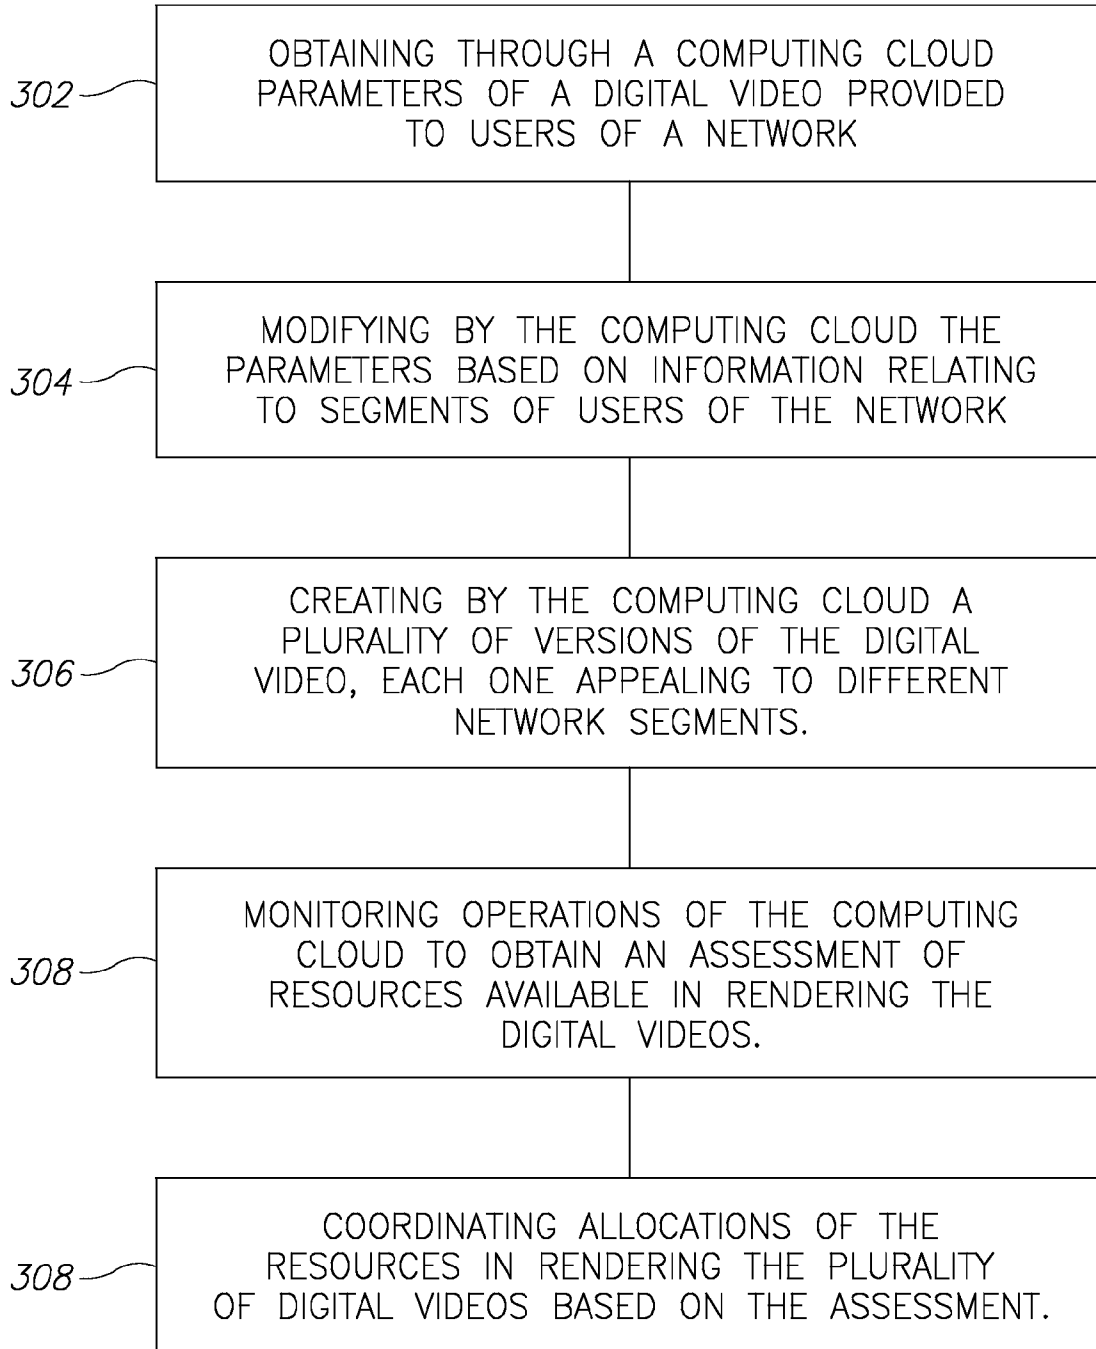 OBTAINING THROUGH A COMPUTING CLOUD
302
PARAMETERS OF A DIGITAL VIDEO PROVIDED
TO USERS OF A NETWORK
MODIFYING BY THE COMPUTING CLOUD THE
304
PARAMETERS BASED ON INFORMATION RELATING
TO SEGMENTS OF USERS OF THE NETWORK
CREATING BY THE COMPUTING CLOUD A
PLURALITY OF VERSIONS OF THE DIGITAL
306
VIDEO, EACH ONE APPEALING TO DIFFERENT
NETWORK SEGMENTS.
MONITORING OPERATIONS OF THE COMPUTING
CLOUD TO OBTAIN AN ASSESSMENT OF
308
RESOURCES AVAILABLE IN RENDERING THE
DIGITAL VIDEOS.
COORDINATING ALLOCATIONS OF THE
308
RESOURCES IN RENDERING THE PLURALITY
OF DIGITAL VIDEOS BASED ON THE ASSESSMENT.